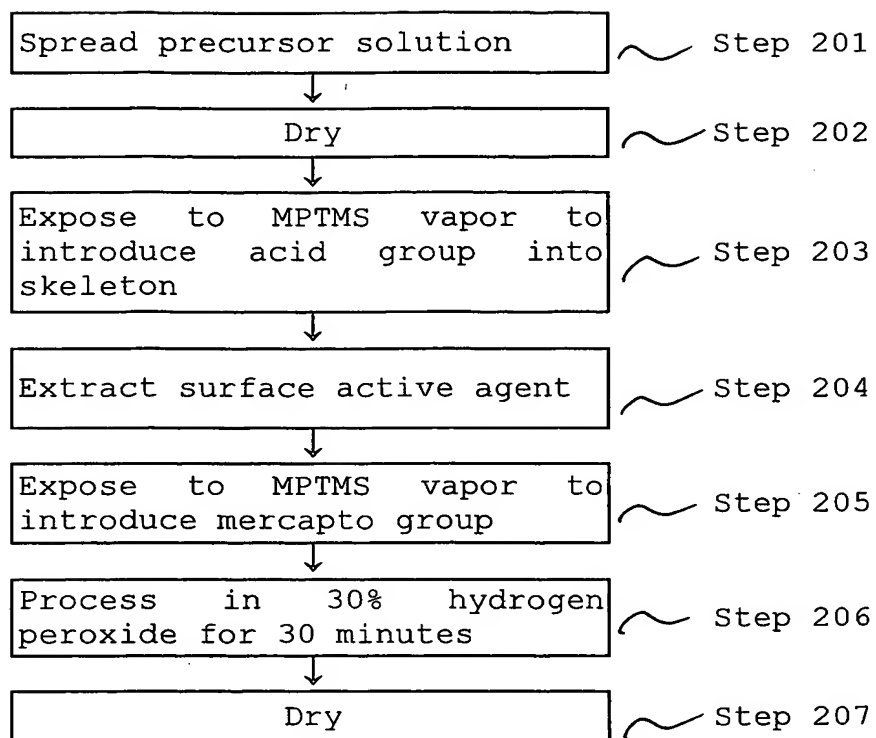 Spread precursor solution Step 201
Dry Step 202
Expose to MPTMS vapor to
introduce acid group into Step 203
skeleton
Extract surface active agent Step 204
Expose to MPTMS vapor to
introduce mercapto group Step 205
Process in 30% hydrogen
peroxide for 30 minutes Step 206
Dry Step 207